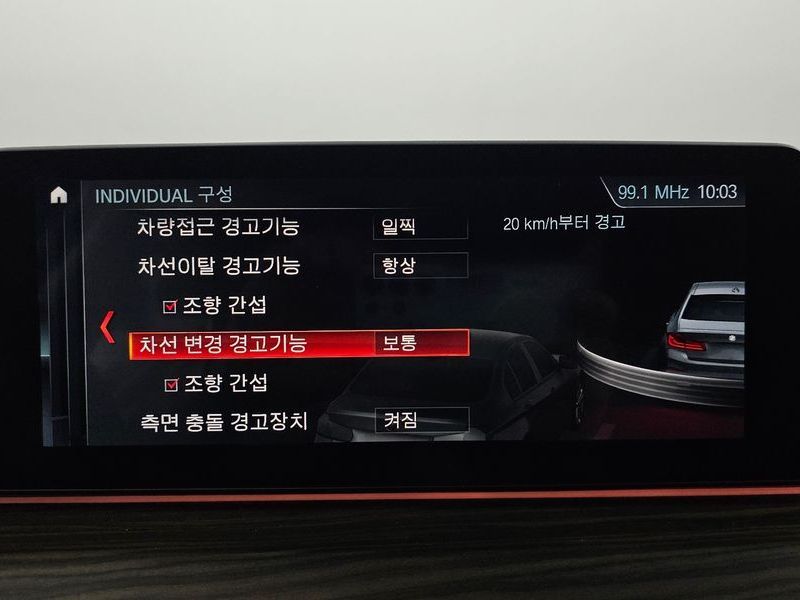 INDIVIDUAL 구성
99.1 MHz 10:03
차량접근 경고기능 일찍
20 km/h부터 경고
차선이탈 경고기능 항상
조향 간섭
차선 변경 경고기능 보통
조향 간섭
측면 충돌 경고장치 켜짐